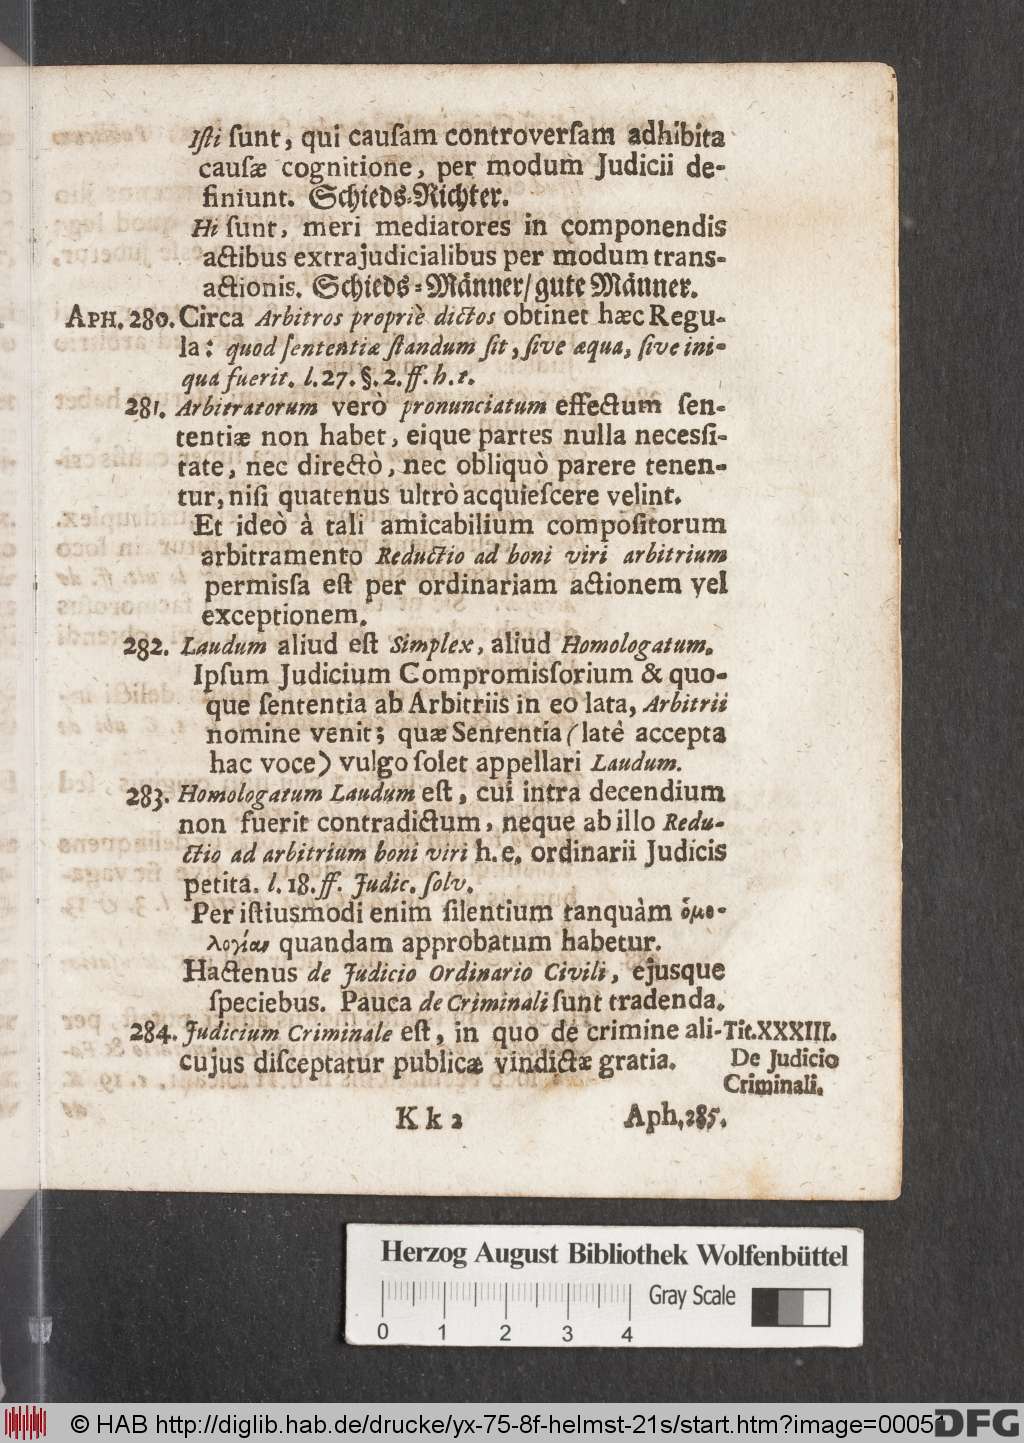 Iſti ſunt, qui cauſam controverſam adhibita
cauſæ cognitione, per modum Judicii de-
finiunt. Schieds-Richter.
Hi ſunt, meri mediatores in componendis
actibus extrajudicialibus per modum trans-
actionis. Schieds-Männer/gute Männer.
APH. 280. Circa Arbitros propriè dictos obtinet hæc Regu-
la: quod ſententiæ ſtandum ſit, ſive æqua, ſive ini-
qua fuerit. l. 27. §. 2. ff. h. t.
281. Arbitratorum verò pronunciatum effectum ſen-
tentiæ non habet, eique partes nulla neceſſi-
tate, nec directò, nec obliquò parere tenen-
tur, niſi quatenus ultrò acquieſcere velint.
Et ideò à tali amicabilium compoſitorum
arbitramento Reductio ad boni viri arbitrium
permiſſa eſt per ordinariam actionem vel
exceptionem.
282. Laudum aliud eſt Simplex, aliud Homologatum.
Ipſum Judicium Compromiſſorium & quo-
que ſententia ab Arbitriis in eo lata, Arbitrii
nomine venit; quæ Sententia (latè accepta
hac voce) vulgo ſolet appellari Laudum.
283. Homologatum Laudum eſt, cui intra decendium
non fuerit contradictum, neque ab illo Redu-
ctio ad arbitrium boni viri h. e. ordinarii Judicis
petita. l. 18. ff. Judic. ſolv.
Per iſtiusmodi enim ſilentium tanquàm ὁμο-
λογίαν quandam approbatum habetur.
Hactenus de Judicio Ordinario Civili, ejusque
ſpeciebus. Pauca de Criminali ſunt tradenda.
284. Judicium Criminale eſt, in quo de crimine ali-
cujus diſceptatur publicæ vindictæ gratia.
Tit. XXXIII.
De Judicio
Criminali.
K k 2
Aph. 285.
Herzog August Bibliothek Wolfenbüttel
Gray Scale
0 1 2 3 4
© HAB http://diglib.hab.de/drucke/yx-75-8f-helmst-21s/start.htm?image=00051
DFG